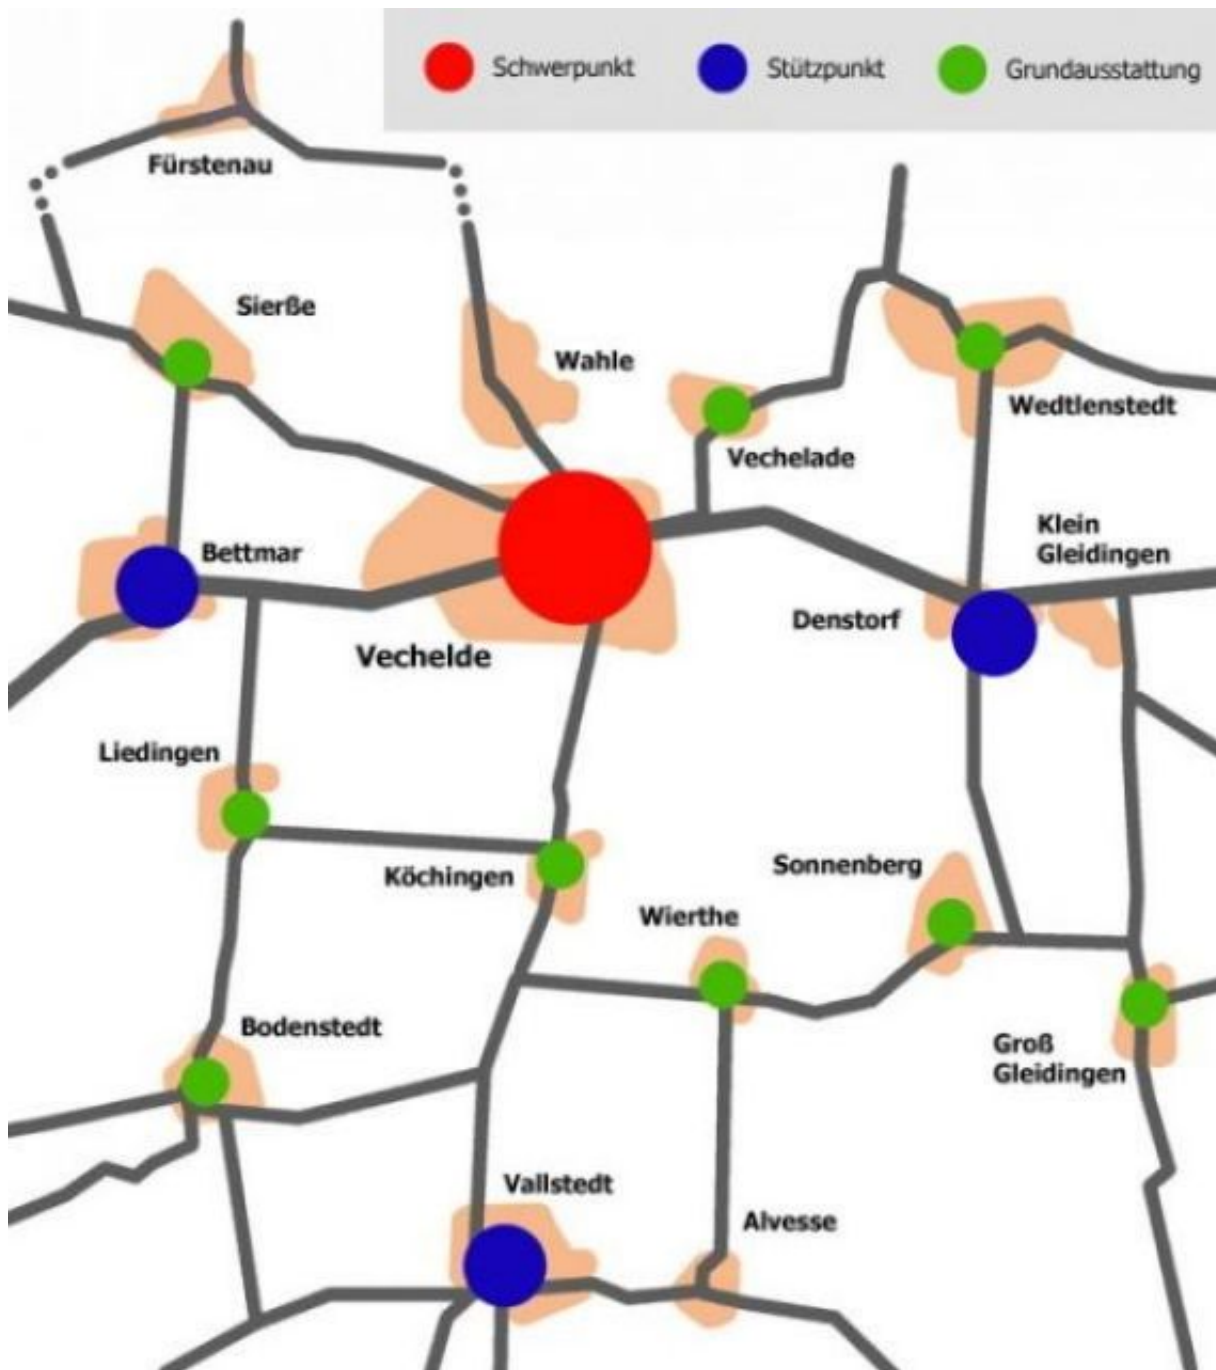 Schwerpunkt Stützpunkt Grundausstattung
Fürstenau
Sierße
Wahle
Wedtlenstedt
Vechelade
Klein
Gleidingen
Bettmar
Denstorf
Vechelde
Liedingen
Sonnenberg
Köchingen
Wierthe
Bodenstedt
Groß
Gleidingen
Vallstedt
Alvesse